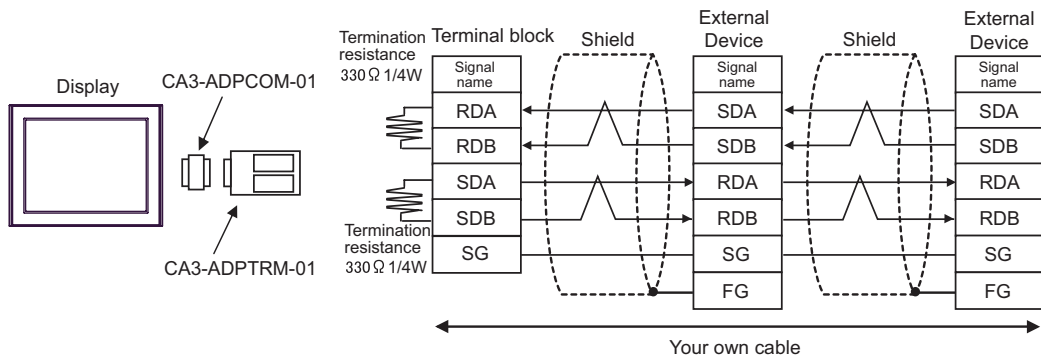 Display
CA3-ADPCOM-01
CA3-ADPTRM-01
Termination
resistance
330Ω 1/4W
Terminal block
Signal
name
RDA
RDB
SDA
SDB
SG
Termination
resistance
330Ω 1/4W
Shield
External
Device
Signal
name
SDA
SDB
RDA
RDB
SG
FG
Shield
External
Device
Signal
name
SDA
SDB
RDA
RDB
SG
FG
Your own cable